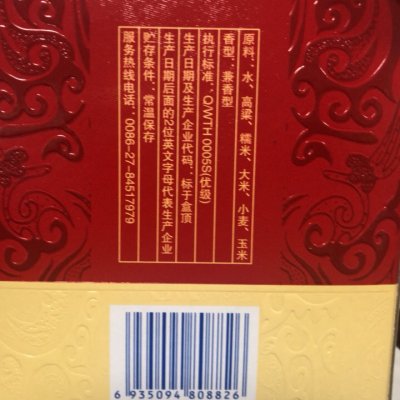 原料：水、高粱、糯米、大米、小麦、玉米
香型：兼香型
执行标准：Q/WTH 0005S(优级)
生产日期及生产企业代码：标于盒顶
生产日期后面的2位英文字母代表生产企业
贮存条件：常温保存
服务热线电话：0086-27-84517979
6 935094 808826